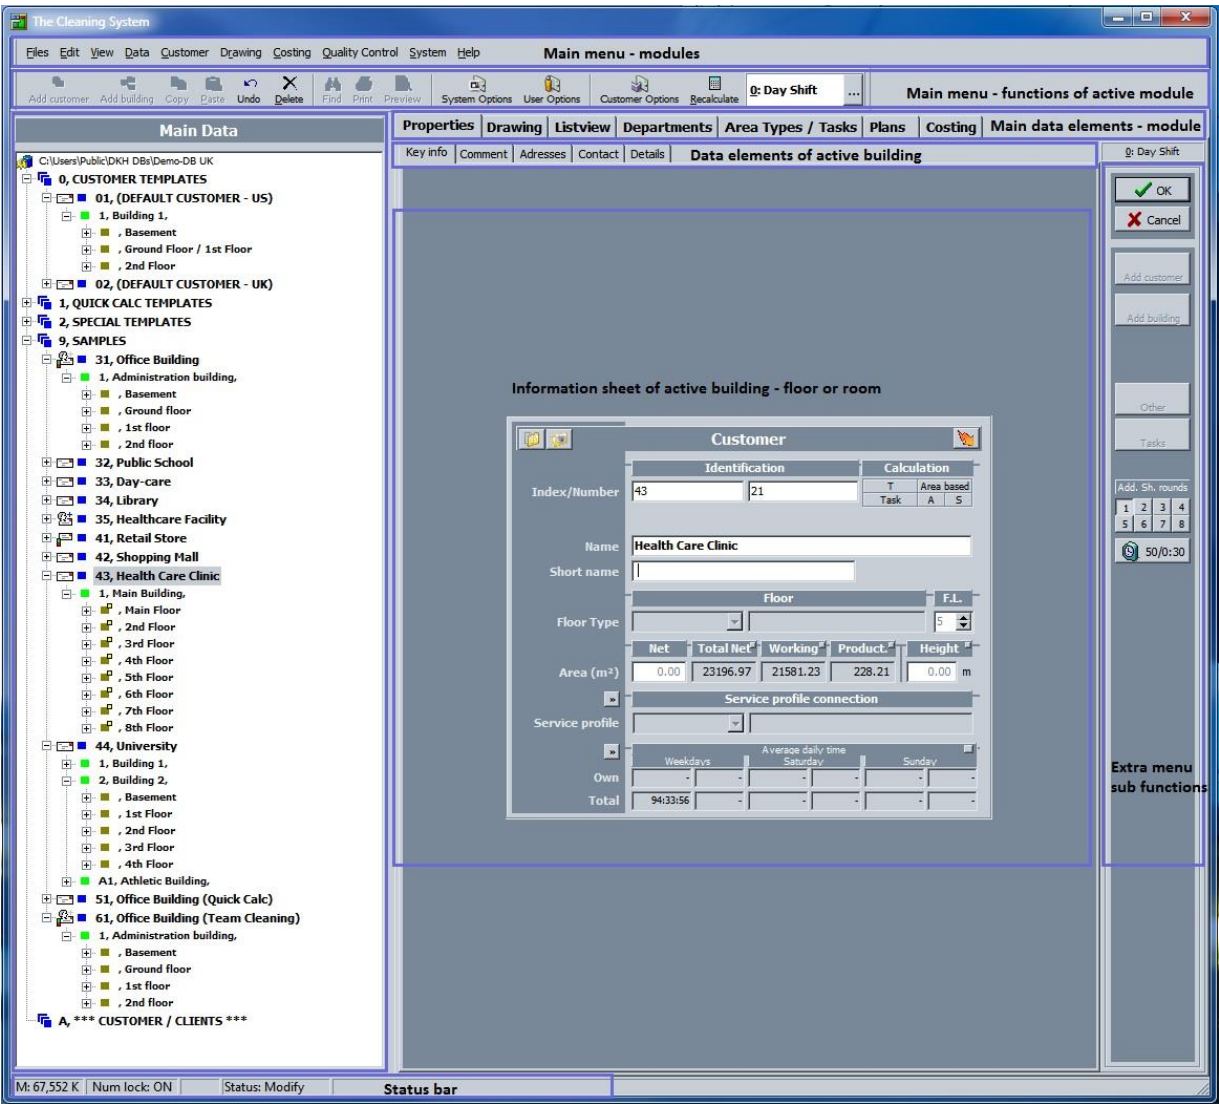 The Cleaning System
Files Edit View Data Customer Drawing Costing Quality Control System Help Main menu - modules
Add customer Add building Copy Paste Undo Delete Find Print Preview System Options User Options Customer Options Recalculate 0: Day Shift ... Main menu - functions of active module
Main Data
Properties Drawing Listview Departments Area Types / Tasks Plans Costing Main data elements - module
Key info Comment Adresses Contact Details Data elements of active building 0: Day Shift
C:\Users\Public\DKH DBs\Demo-DB UK
0, CUSTOMER TEMPLATES
01, (DEFAULT CUSTOMER - US)
1, Building 1,
, Basement
, Ground Floor / 1st Floor
, 2nd Floor
02, (DEFAULT CUSTOMER - UK)
1, QUICK CALC TEMPLATES
2, SPECIAL TEMPLATES
9, SAMPLES
31, Office Building
1, Administration building,
, Basement
, Ground floor
, 1st floor
, 2nd floor
32, Public School
33, Day-care
34, Library
35, Healthcare Facility
41, Retail Store
42, Shopping Mall
43, Health Care Clinic
1, Main Building,
, Main Floor
, 2nd Floor
, 3rd Floor
, 4th Floor
, 5th Floor
, 6th Floor
, 7th Floor
, 8th Floor
44, University
1, Building 1,
2, Building 2,
, Basement
, 1st Floor
, 2nd Floor
, 3rd Floor
, 4th Floor
A1, Athletic Building,
51, Office Building (Quick Calc)
61, Office Building (Team Cleaning)
1, Administration building,
, Basement
, Ground floor
, 1st floor
, 2nd floor
A, *** CUSTOMER / CLIENTS ***
Information sheet of active building - floor or room
Customer
Identification Calculation
Index/Number 43 21 T Area based
Task A S
Name Health Care Clinic
Short name
Floor F.L.
Floor Type 5
Net Total Net Working Product. Height
Area (m²) 0.00 23196.97 21581.23 228.21 0.00 m
» Service profile connection
Service profile
» Average daily time
Weekdays Saturday Sunday
Own - - - - - -
Total 94:33:56 - - - - -
OK
Cancel
Add customer
Add building
Other
Tasks
Add. Sh. rounds
1 2 3 4
5 6 7 8
50/0:30
Extra menu
sub functions
M: 67,552 K Num lock: ON Status: Modify Status bar